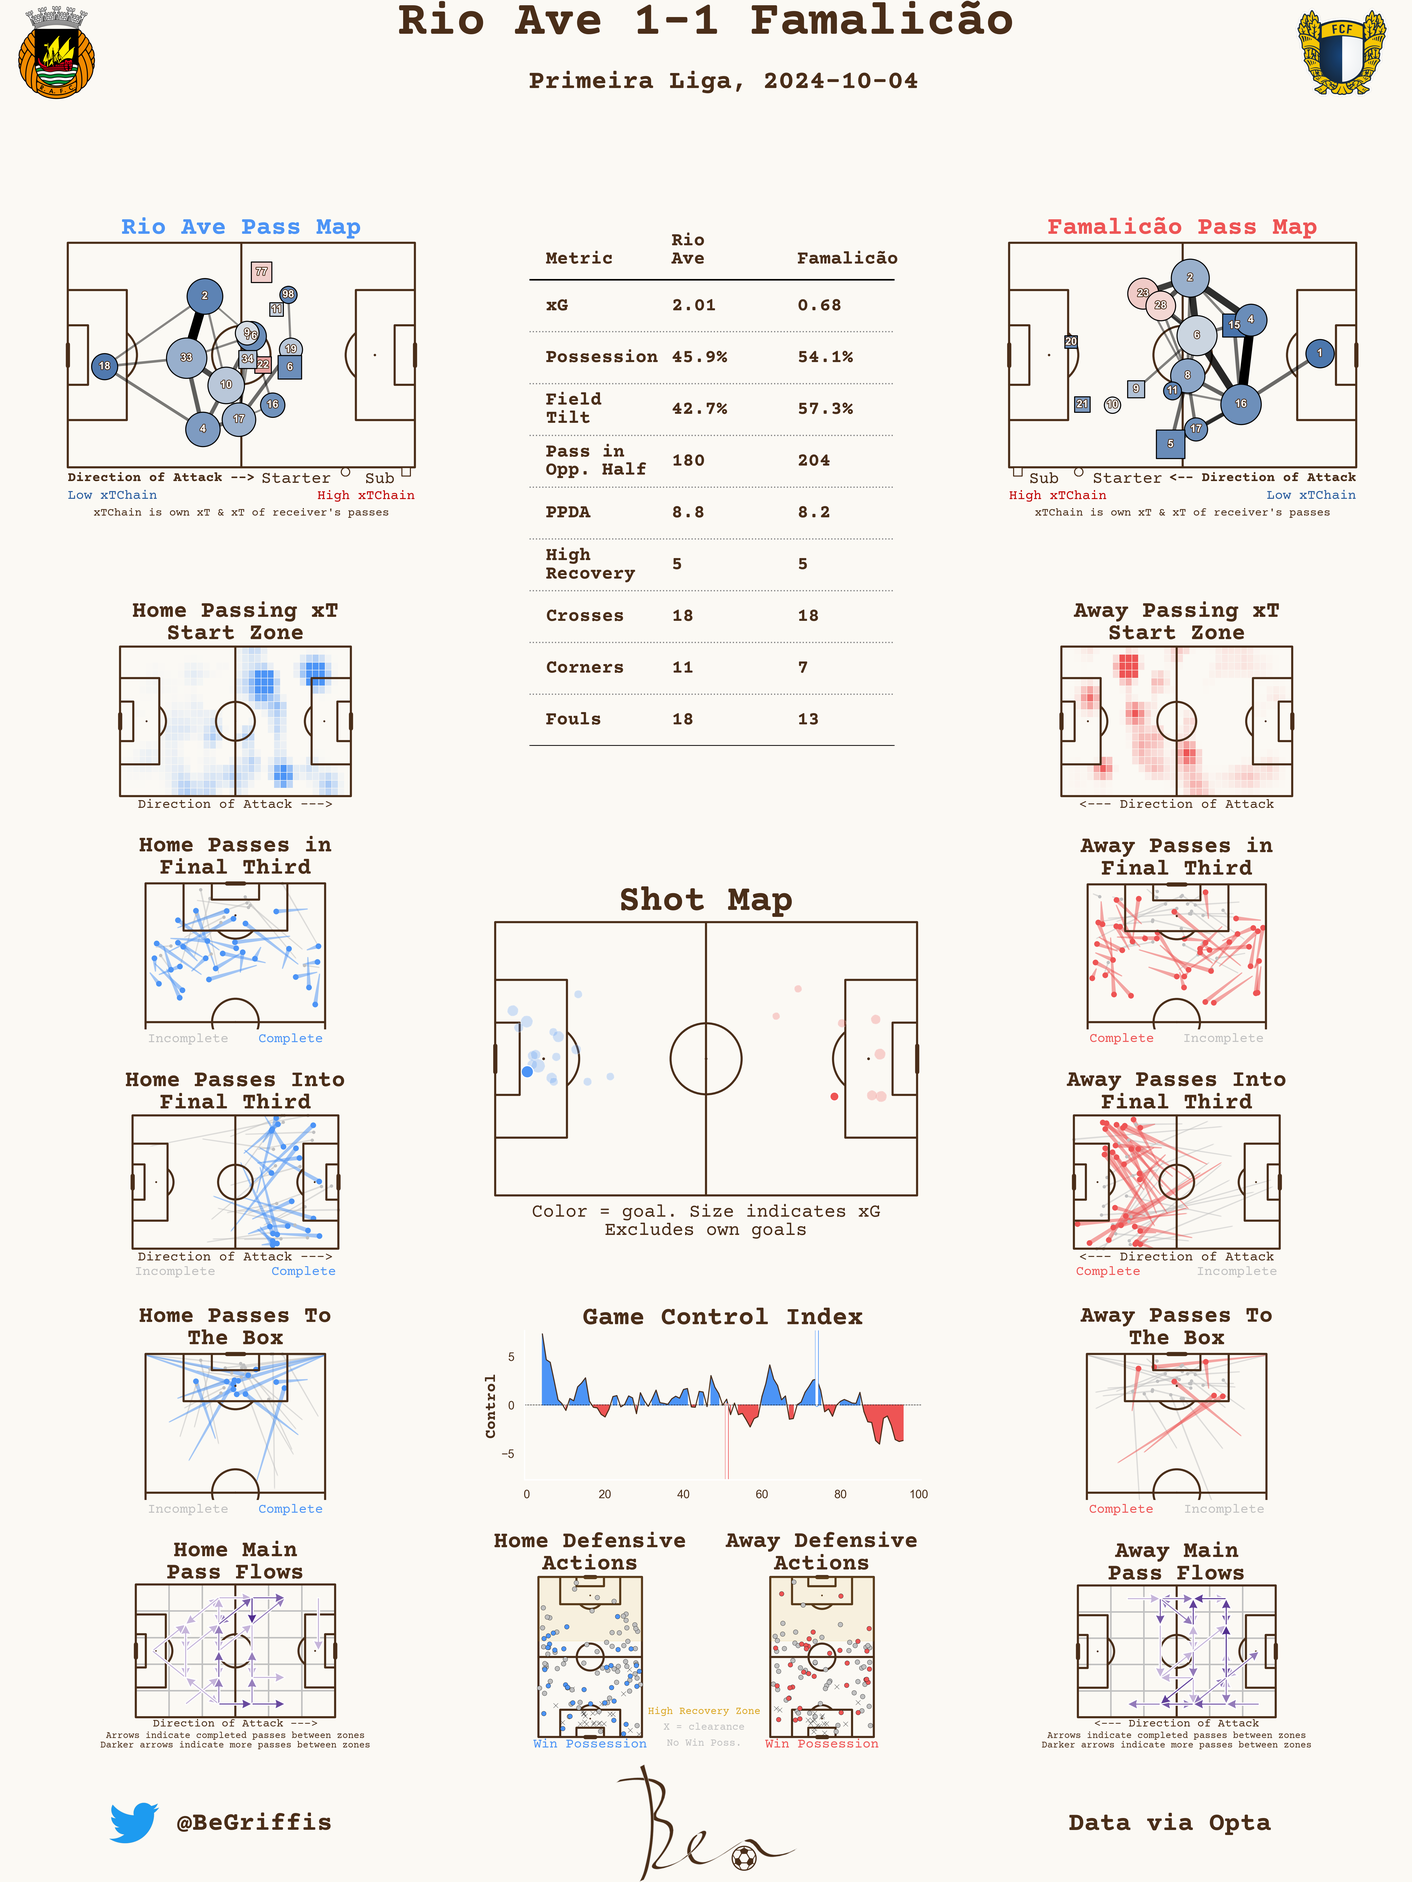 Rio Ave 1-1 Famalicão
Primeira Liga, 2024-10-04
FCF
Rio Ave Pass Map
77
2
98
11
9
19
33
34
22
6
18
10
16
17
4
Direction of Attack -->
Starter
Sub
Low xTChain
High xTChain
xTChain is own xT & xT of receiver's passes
Metric
Rio Ave
Famalicão
xG 2.01 0.68
Possession 45.9% 54.1%
Field Tilt 42.7% 57.3%
Pass in Opp. Half 180 204
PPDA 8.8 8.2
High Recovery 5 5
Crosses 18 18
Corners 11 7
Fouls 18 13
Famalicão Pass Map
2
23
28
4
15
6
20
1
8
9
11
21
10
16
17
5
Sub
Starter
<-- Direction of Attack
High xTChain
Low xTChain
xTChain is own xT & xT of receiver's passes
Home Passing xT
Start Zone
Direction of Attack --->
Away Passing xT
Start Zone
<--- Direction of Attack
Home Passes in
Final Third
Incomplete
Complete
Away Passes in
Final Third
Complete
Incomplete
Shot Map
Color = goal. Size indicates xG
Excludes own goals
Home Passes Into
Final Third
Direction of Attack --->
Incomplete
Complete
Away Passes Into
Final Third
<--- Direction of Attack
Complete
Incomplete
Home Passes To
The Box
Incomplete
Complete
Game Control Index
Control
5
0
−5
0 20 40 60 80 100
Away Passes To
The Box
Complete
Incomplete
Home Main
Pass Flows
Direction of Attack --->
Arrows indicate completed passes between zones
Darker arrows indicate more passes between zones
Home Defensive
Actions
Win Possession
High Recovery Zone
X = clearance
No Win Poss.
Away Defensive
Actions
Win Possession
Away Main
Pass Flows
<--- Direction of Attack
Arrows indicate completed passes between zones
Darker arrows indicate more passes between zones
@BeGriffis
Ben
Data via Opta